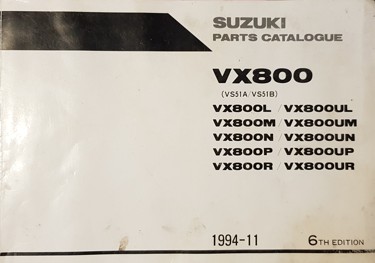 SUZUKI
PARTS CATALOGUE
VX800
(VS51A/VS51B)
VX800L / VX800UL
VX800M / VX800UM
VX800N / VX800UN
VX800P / VX800UP
VX800R / VX800UR
1994-11 6TH EDITION